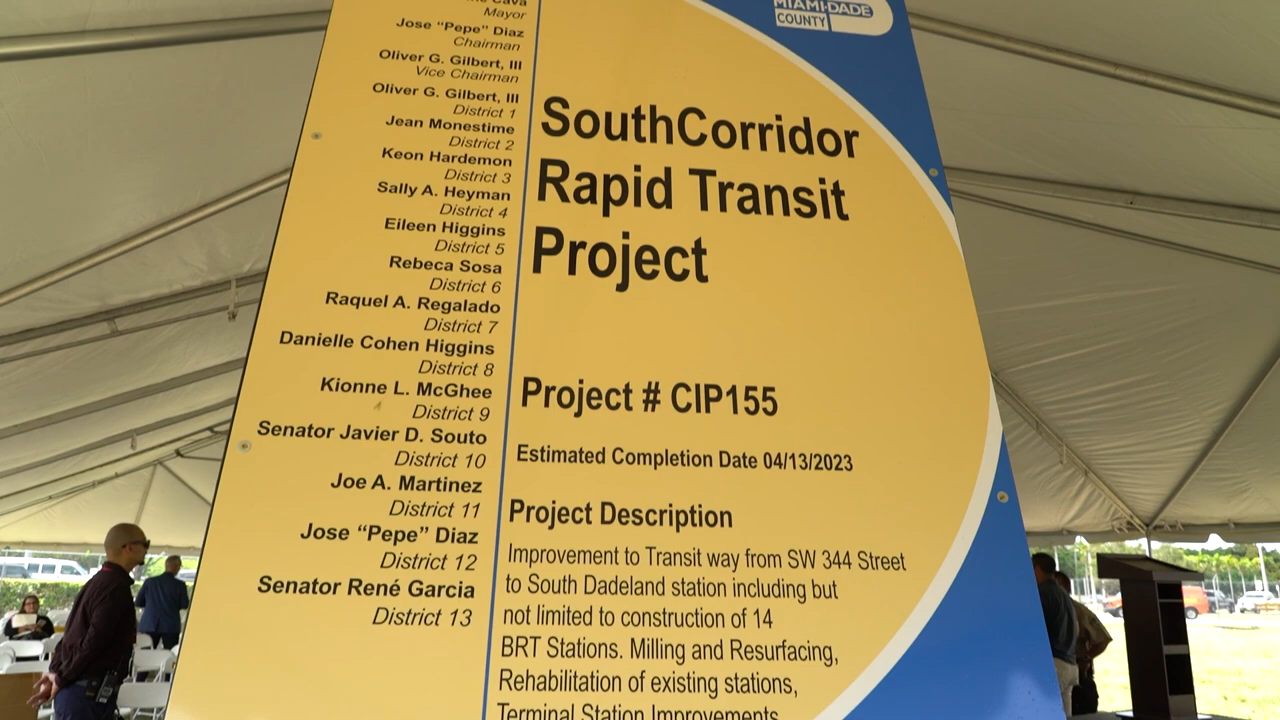 Cava
Mayor
Jose “Pepe” Diaz
Chairman
Oliver G. Gilbert, III
Vice Chairman
Oliver G. Gilbert, III
District 1
Jean Monestime
District 2
Keon Hardemon
District 3
Sally A. Heyman
District 4
Eileen Higgins
District 5
Rebeca Sosa
District 6
Raquel A. Regalado
District 7
Danielle Cohen Higgins
District 8
Kionne L. McGhee
District 9
Senator Javier D. Souto
District 10
Joe A. Martinez
District 11
Jose “Pepe” Diaz
District 12
Senator René Garcia
District 13
MIAMI-DADE
COUNTY
SouthCorridor
Rapid Transit
Project
Project # CIP155
Estimated Completion Date 04/13/2023
Project Description
Improvement to Transit way from SW 344 Street
to South Dadeland station including but
not limited to construction of 14
BRT Stations. Milling and Resurfacing,
Rehabilitation of existing stations,
Terminal Station Improvements